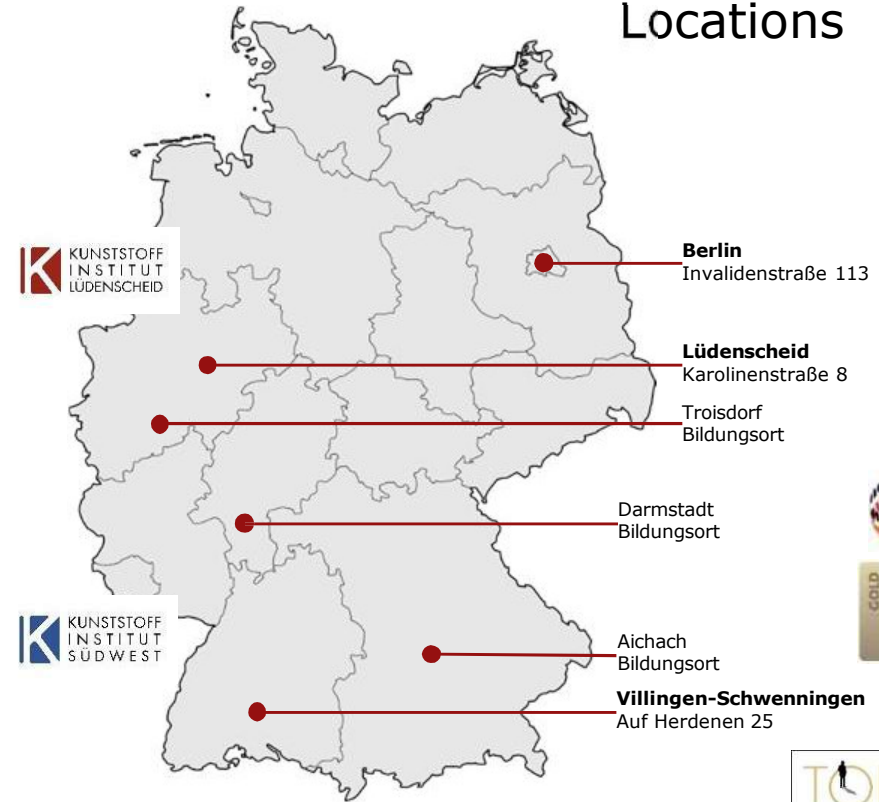 Locations
KUNSTSTOFF
INSTITUT
LÜDENSCHEID
Berlin
Invalidenstraße 113
Lüdenscheid
Karolinenstraße 8
Troisdorf
Bildungsort
Darmstadt
Bildungsort
GOLD
KUNSTSTOFF
INSTITUT
SÜDWEST
Aichach
Bildungsort
Villingen-Schwenningen
Auf Herdenen 25
TO